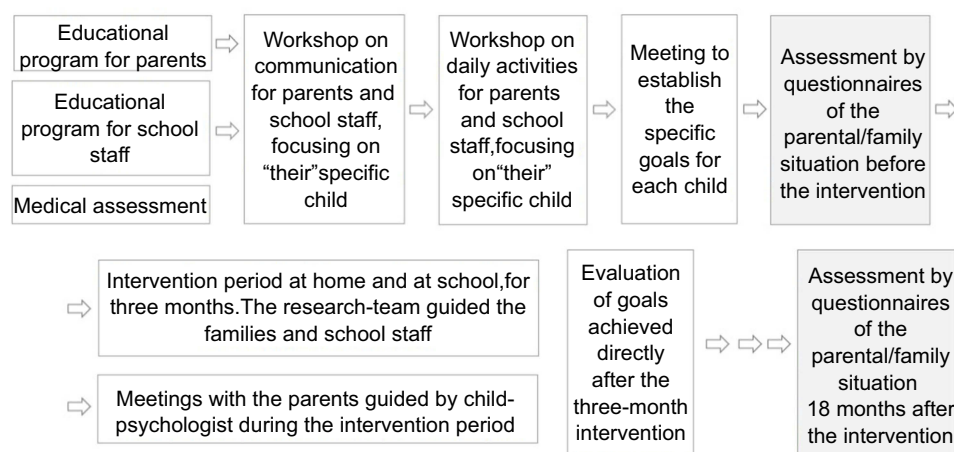 Educational
program for parents
Educational
program for school
staff
Medical assessment
Workshop on
communication
for parents and
school staff,
focusing on
“their”specific
child
Workshop on
daily activities
for parents
and school
staff,focusing
on“their”
specific child
Meeting to
establish
the
specific
goals for
each child
Assessment by
questionnaires
of the
parental/family
situation before
the intervention
Intervention period at home and at school,for
three months.The research-team guided the
families and school staff
Meetings with the parents guided by child-
psychologist during the intervention period
Evaluation
of goals
achieved
directly
after the
three-month
intervention
Assessment by
questionnaires
of the
parental/family
situation
18 months after
the intervention